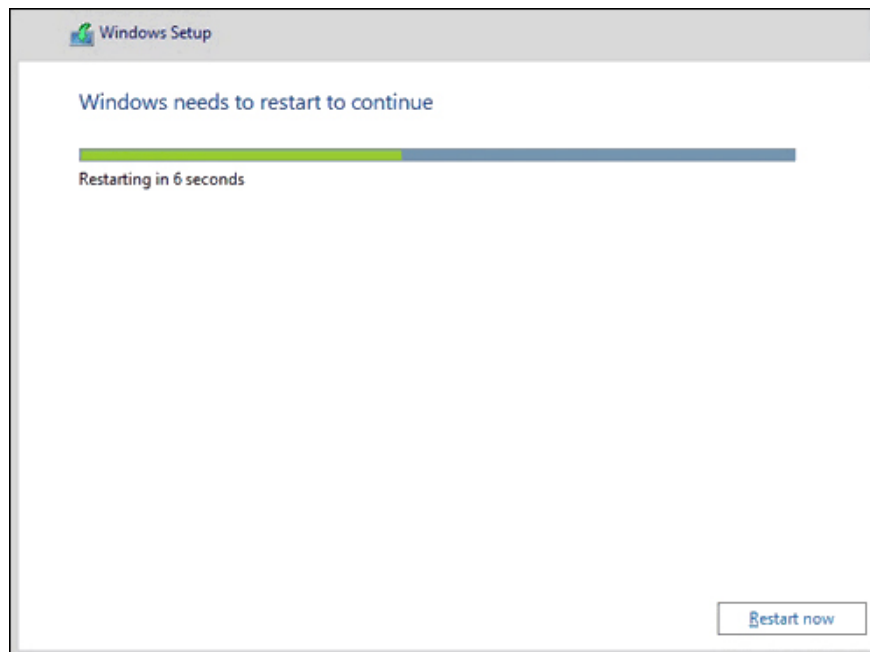 Windows Setup
Windows needs to restart to continue
Restarting in 6 seconds
Restart now